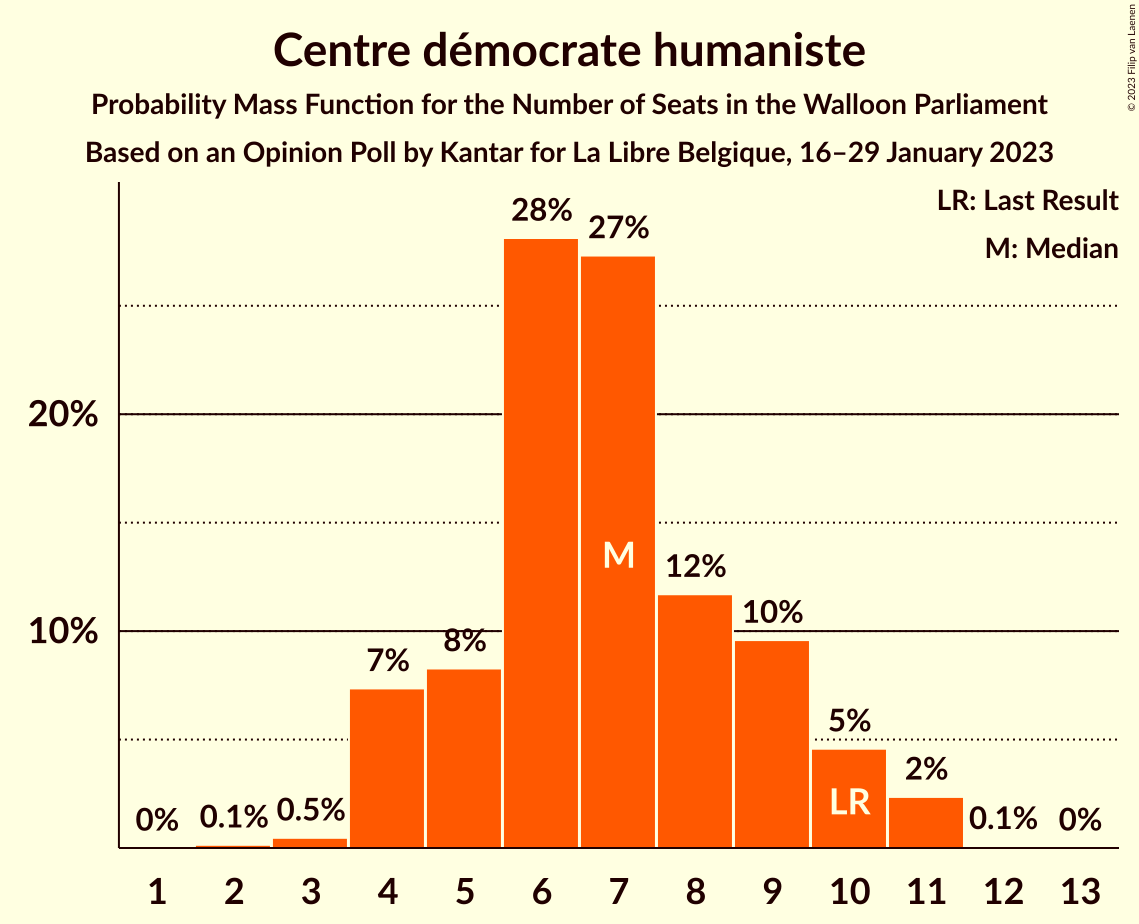 Centre démocrate humaniste
Probability Mass Function for the Number of Seats in the Walloon Parliament
Based on an Opinion Poll by Kantar for La Libre Belgique, 16–29 January 2023
© 2023 Filip van Laenen
LR: Last Result
M: Median
28%
27%
20%
M
12%
10%
10%
8%
7%
5%
2%
LR
0%
0.1%
0.5%
0.1%
0%
1 2 3 4 5 6 7 8 9 10 11 12 13